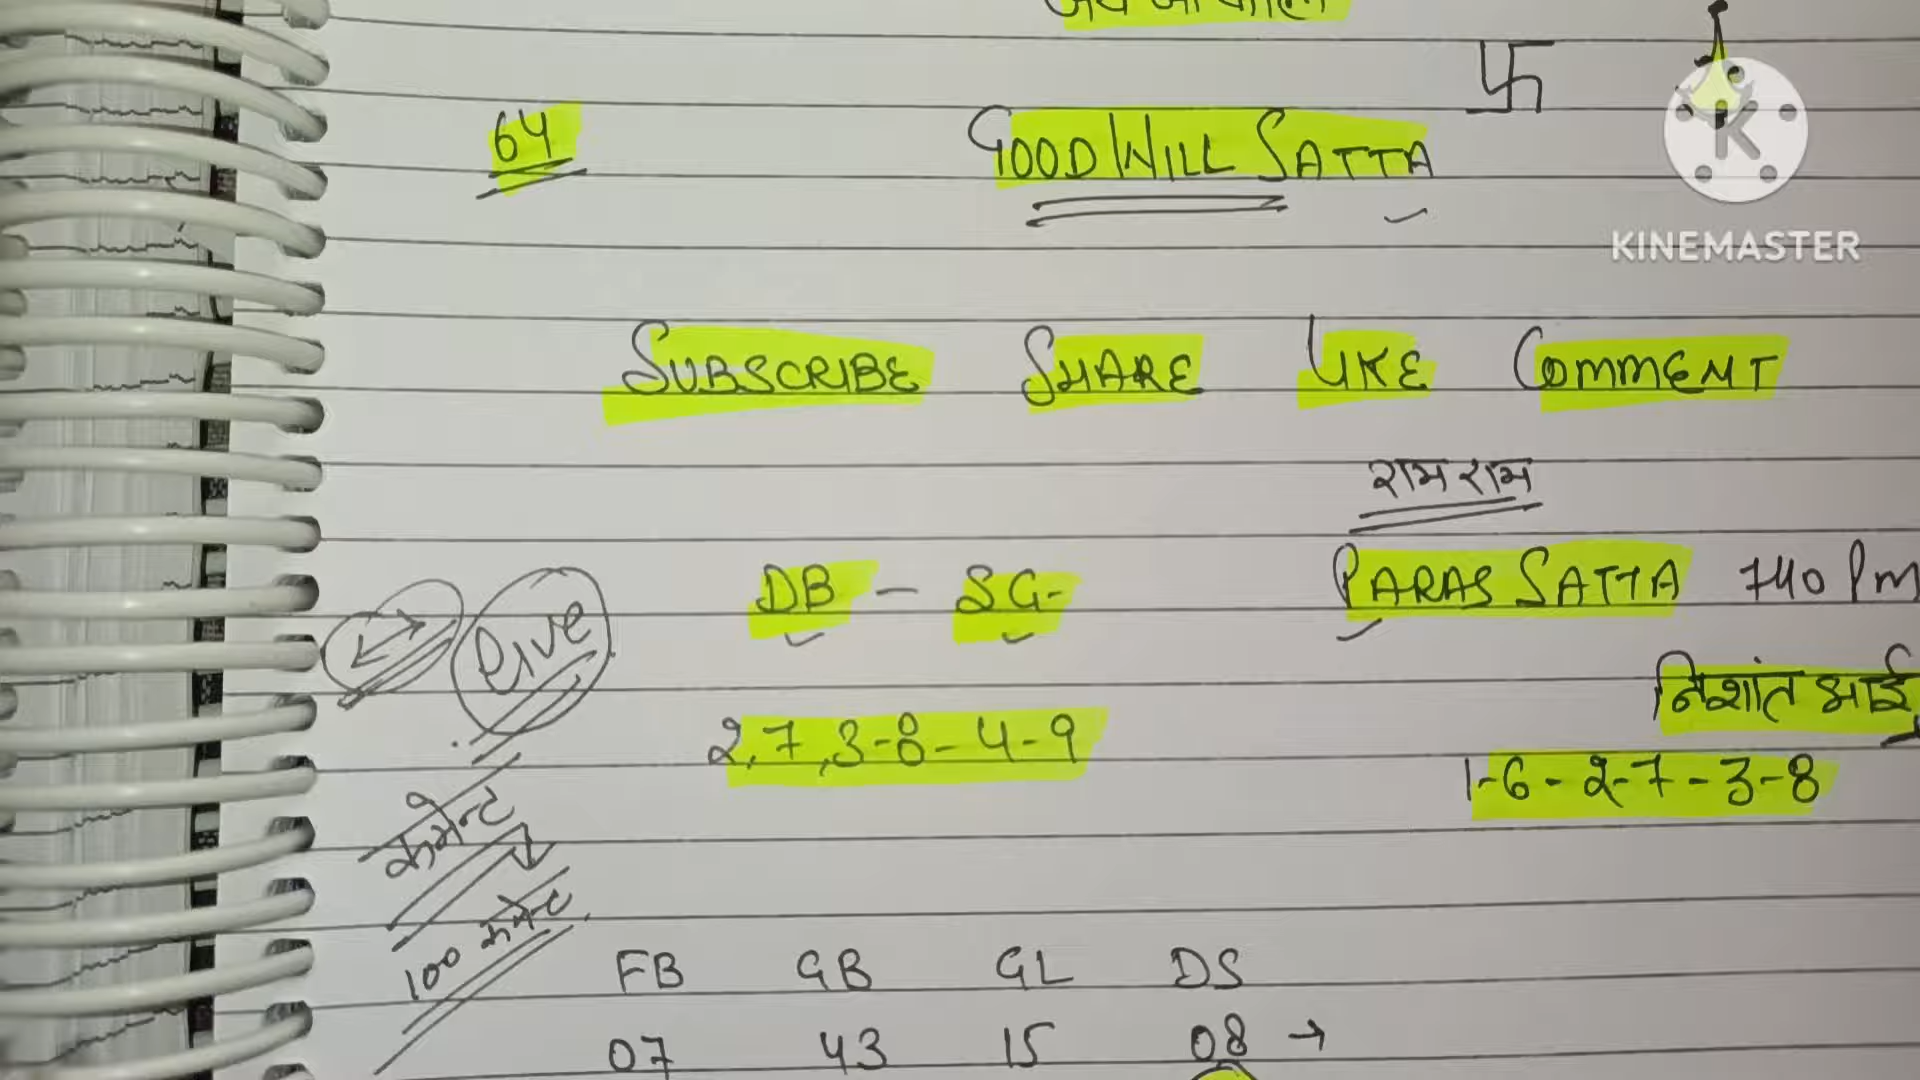 64 GOODWILL SATTA
KINEMASTER
SUBSCRIBE SHARE LIKE COMMENT
राम राम
DB - SG- PARAS SATTA 740 Pm
live
निशांत भाई
2,7,3-8-4-9
1-6-2-7-3-8
कमेन्ट
100 कमेन्ट
FB GB GL DS
07 43 15 08 →